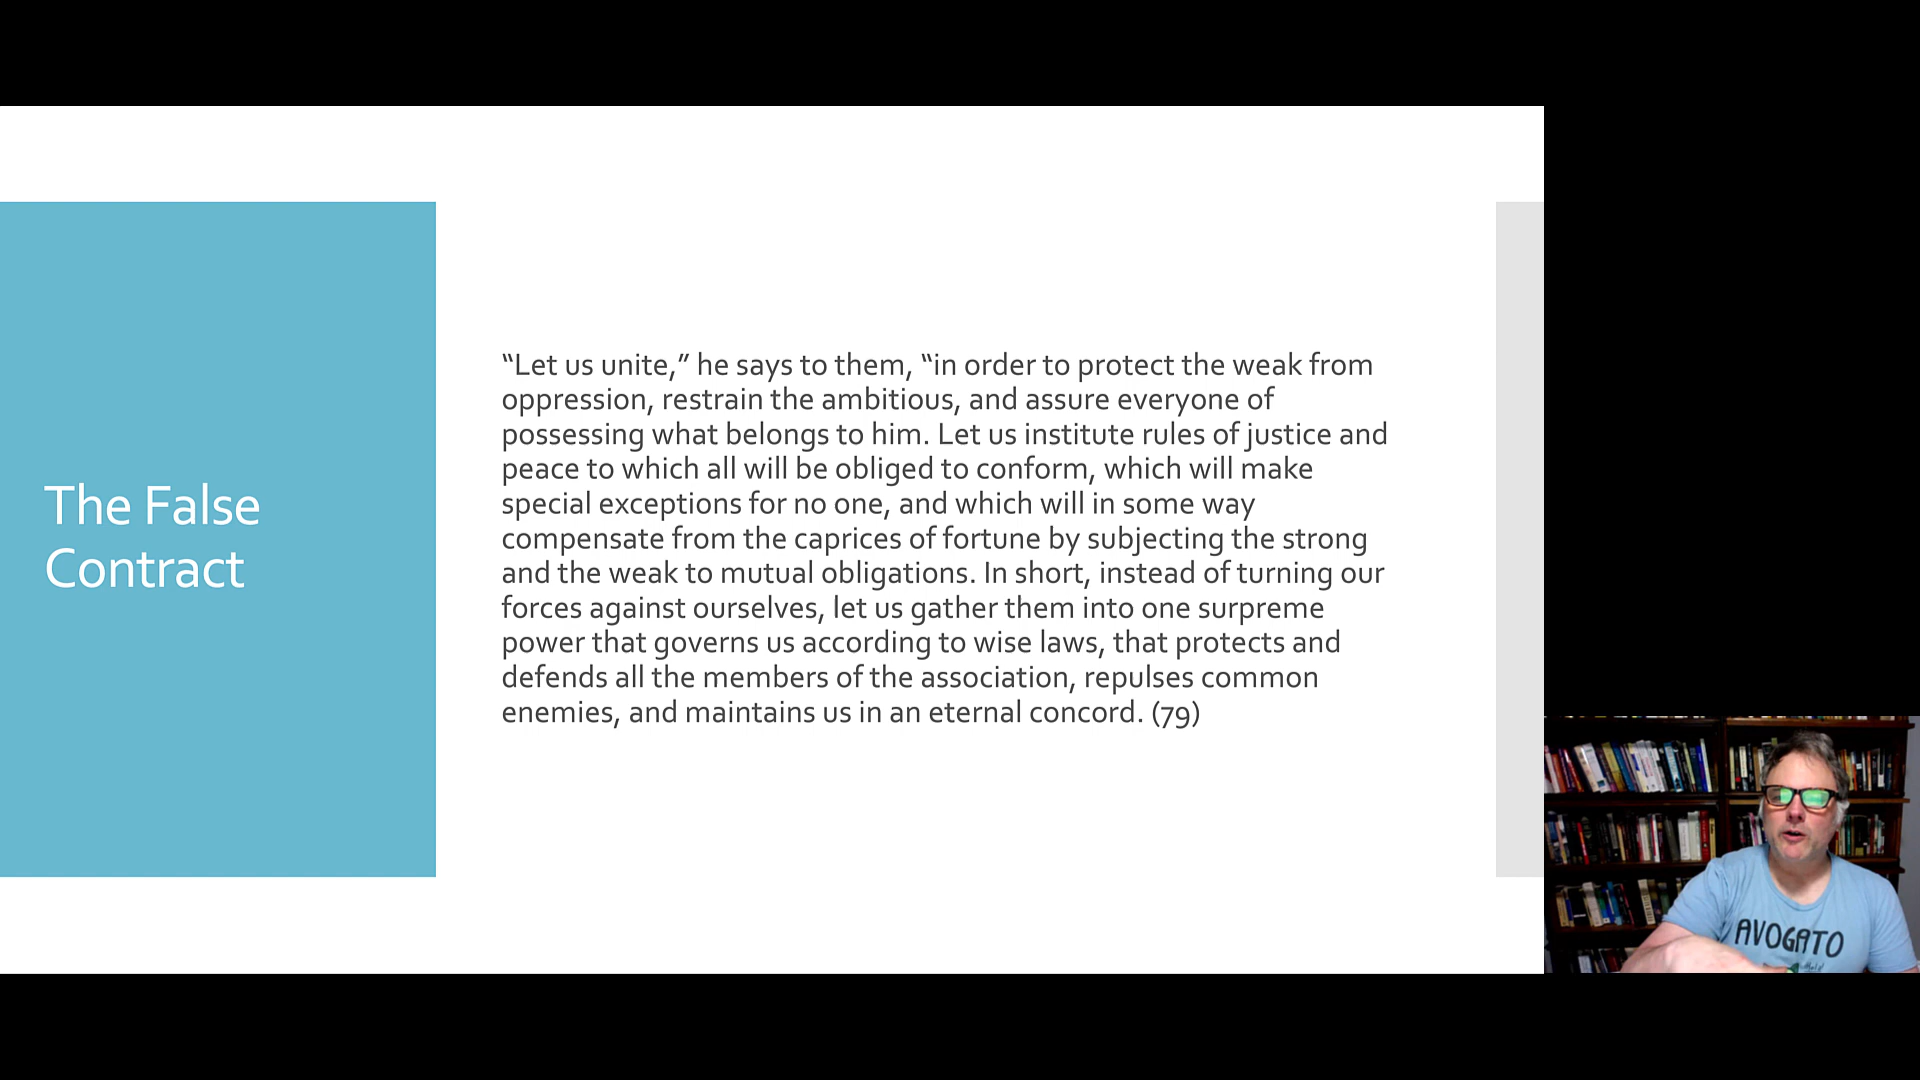 The False
Contract
“Let us unite,” he says to them, “in order to protect the weak from
oppression, restrain the ambitious, and assure everyone of
possessing what belongs to him. Let us institute rules of justice and
peace to which all will be obliged to conform, which will make
special exceptions for no one, and which will in some way
compensate from the caprices of fortune by subjecting the strong
and the weak to mutual obligations. In short, instead of turning our
forces against ourselves, let us gather them into one surpreme
power that governs us according to wise laws, that protects and
defends all the members of the association, repulses common
enemies, and maintains us in an eternal concord. (79)
AVOGATO